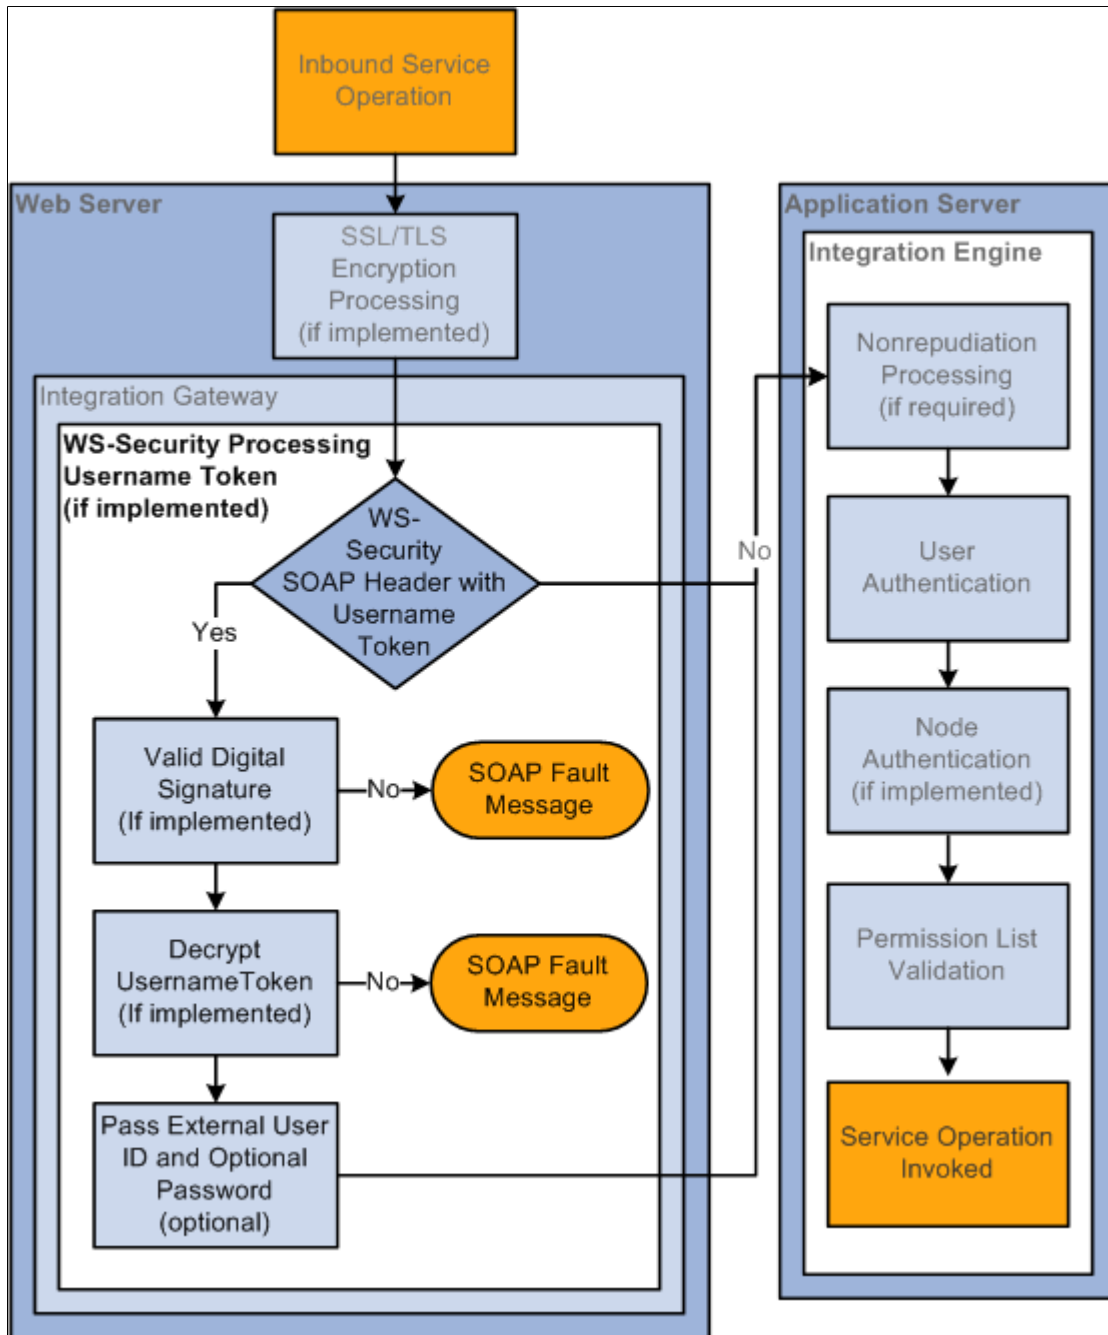 Inbound Service
Operation
Web Server
SSL/TLS
Encryption
Processing
(if implemented)
Integration Gateway
WS-Security Processing
Username Token
(if implemented)
WS-
Security
SOAP Header with
Username
Token
Yes
No
Valid Digital
Signature
(If implemented)
No
SOAP Fault
Message
Decrypt
UsernameToken
(If implemented)
No
SOAP Fault
Message
Pass External User
ID and Optional
Password
(optional)
Application Server
Integration Engine
Nonrepudiation
Processing
(if required)
User
Authentication
Node
Authentication
(if implemented)
Permission List
Validation
Service Operation
Invoked